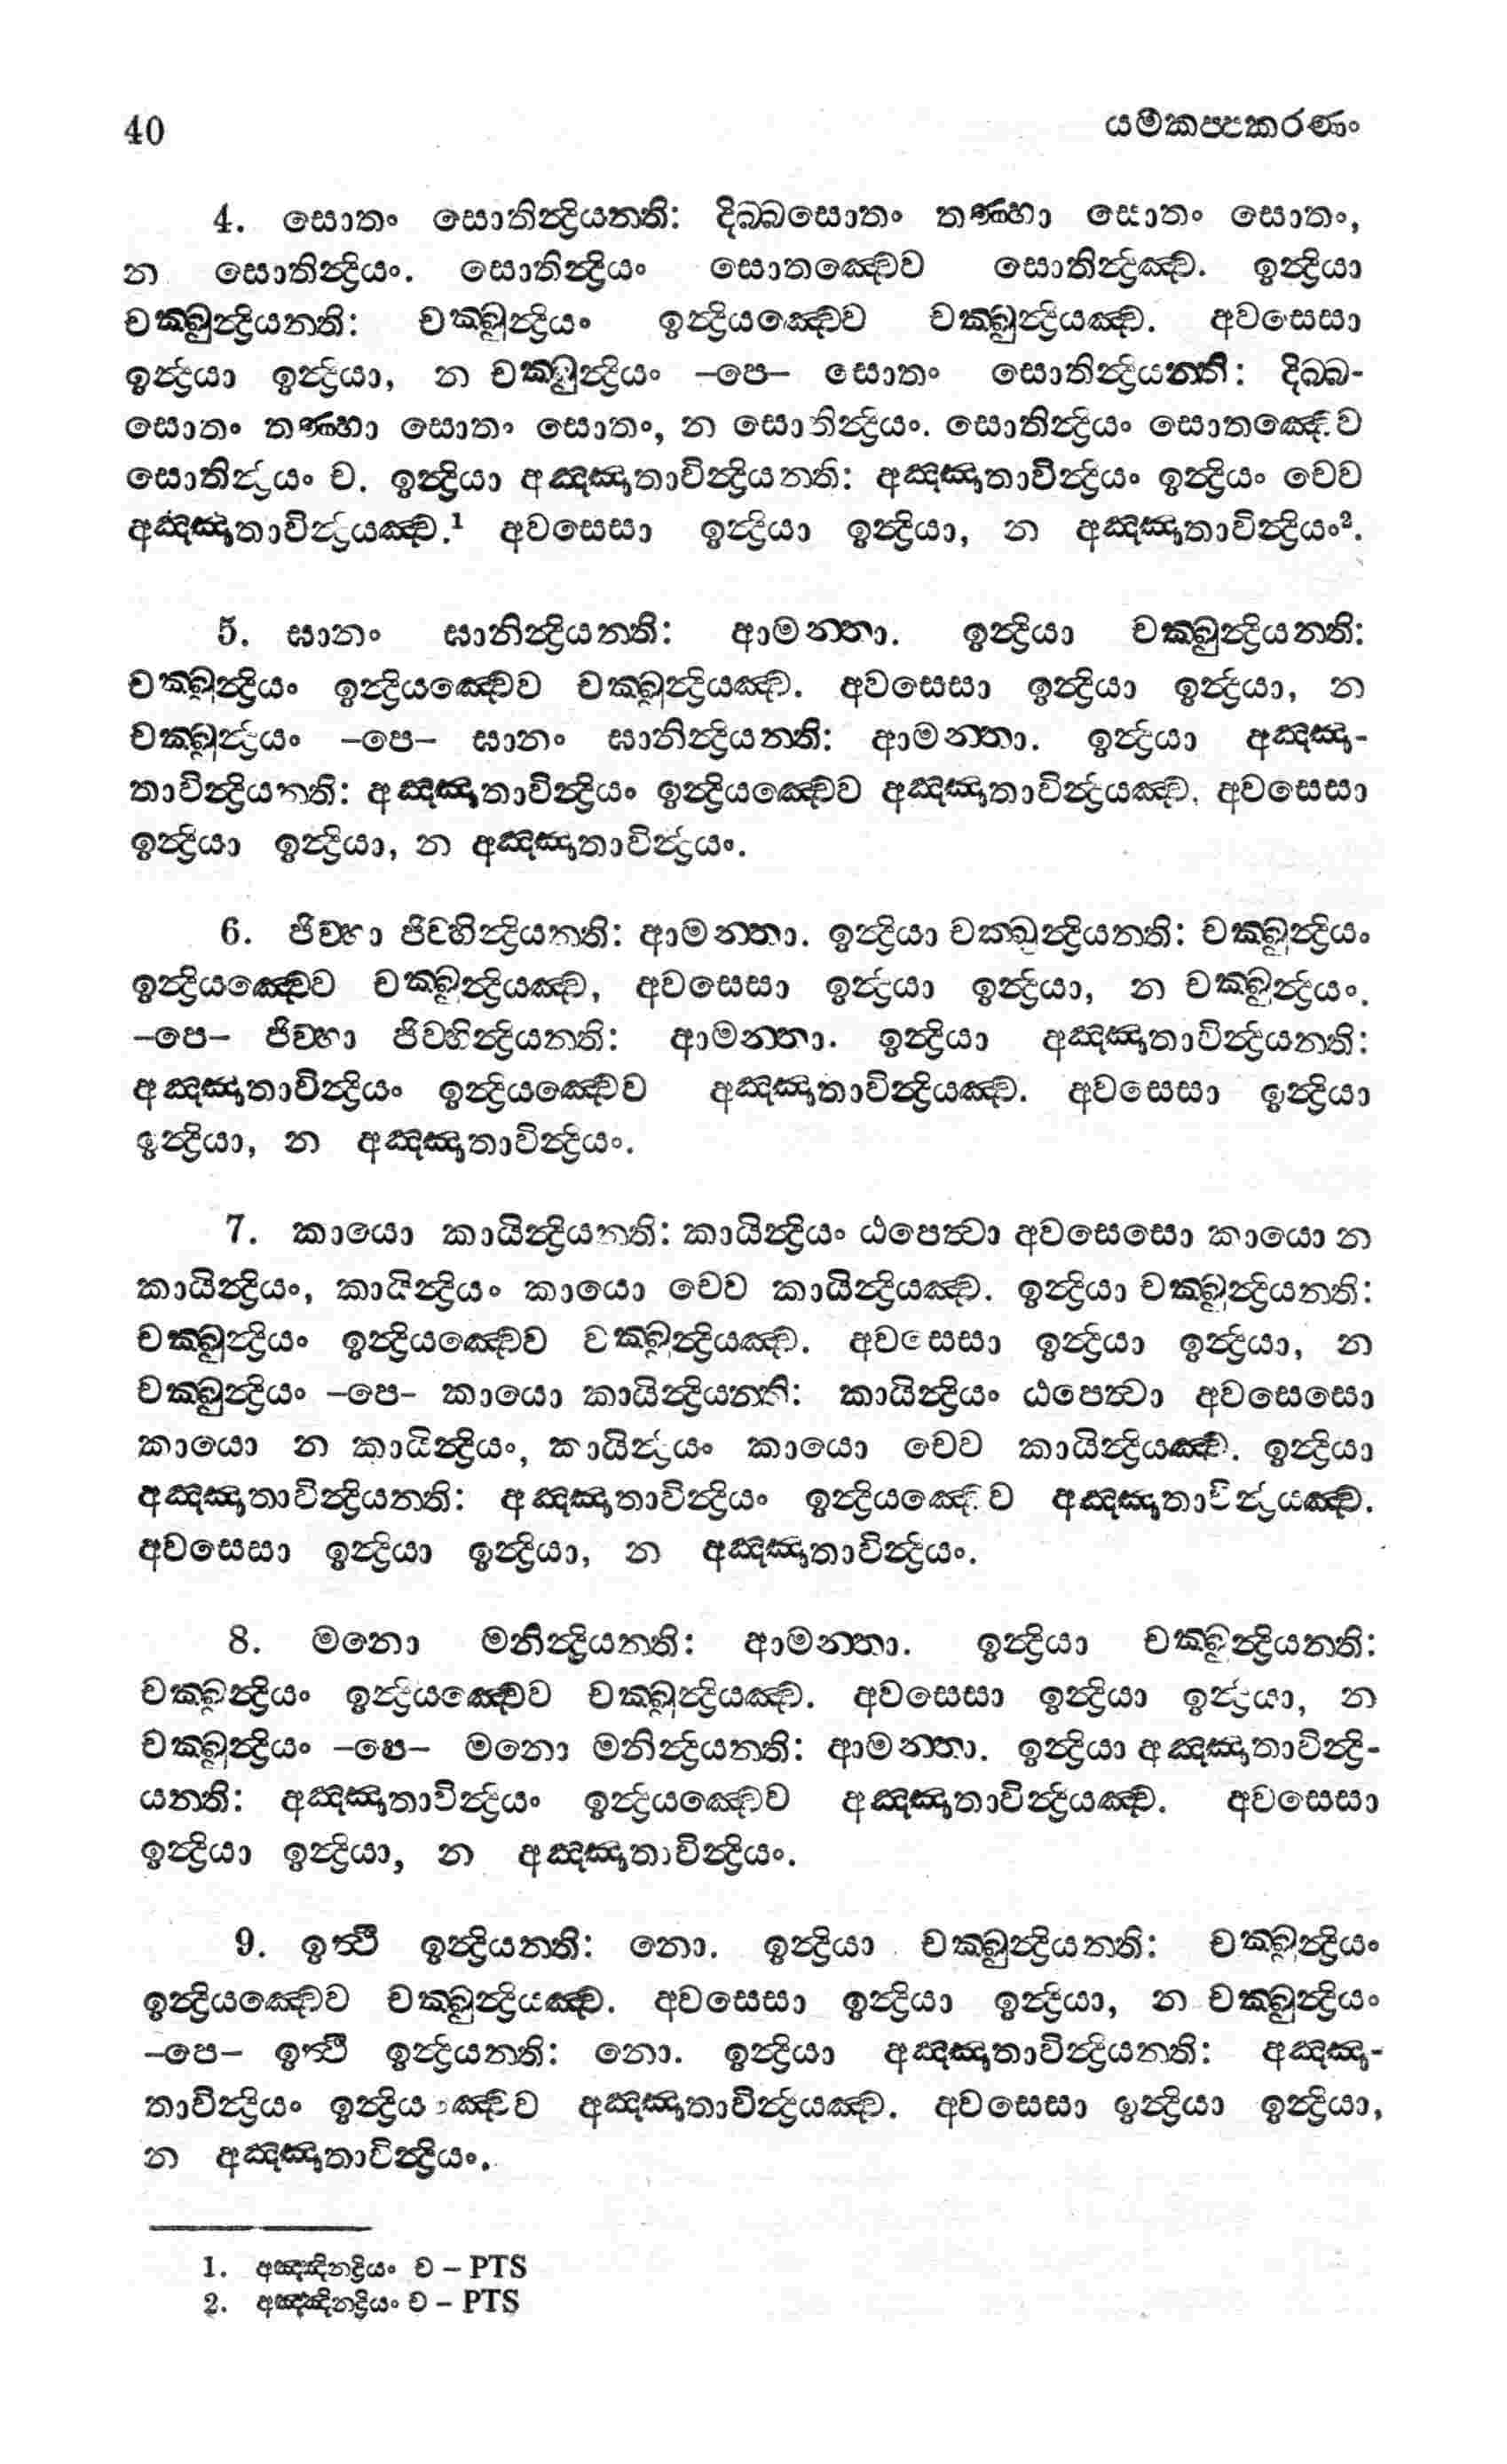 40 යමකප්පකරණං
4. සොතං සොතින්ද්‍රියන්ති: දිබ්බසොතං තණ්හා සොතං සොතං,
න සොතින්ද්‍රියං. සොතින්ද්‍රියං සොතඤ්චෙව සොතින්ද්‍රිඤ්ච. ඉන්ද්‍රියා
චක්ඛුන්ද්‍රියන්ති: චක්ඛුන්ද්‍රියං ඉන්ද්‍රියඤ්චෙව චක්ඛුන්ද්‍රියඤ්ච. අවසෙසා
ඉන්ද්‍රියා ඉන්ද්‍රියා, න චක්ඛුන්ද්‍රියං –පෙ– සොතං සොතින්ද්‍රියන්ති: දිබ්බ-
සොතං තණ්හා සොතං සොතං, න සොතින්ද්‍රියං. සොතින්ද්‍රියං සොතඤ්චෙව
සොතින්ද්‍රියං ච. ඉන්ද්‍රියා අඤ්ඤාතාවින්ද්‍රියන්ති: අඤ්ඤාතාවින්ද්‍රියං ඉන්ද්‍රියං චෙව
අඤ්ඤාතාවින්ද්‍රියඤ්ච.¹ අවසෙසා ඉන්ද්‍රියා ඉන්ද්‍රියා, න අඤ්ඤාතාවින්ද්‍රියං².
5. ඝානං ඝානින්ද්‍රියන්ති: ආමන්තා. ඉන්ද්‍රියා චක්ඛුන්ද්‍රියන්ති:
චක්ඛුන්ද්‍රියං ඉන්ද්‍රියඤ්චෙව චක්ඛුන්ද්‍රියඤ්ච. අවසෙසා ඉන්ද්‍රියා ඉන්ද්‍රියා, න
චක්ඛුන්ද්‍රියං –පෙ– ඝානං ඝානින්ද්‍රියන්ති: ආමන්තා. ඉන්ද්‍රියා අඤ්ඤා-
තාවින්ද්‍රියන්ති: අඤ්ඤාතාවින්ද්‍රියං ඉන්ද්‍රියඤ්චෙව අඤ්ඤාතාවින්ද්‍රියඤ්ච. අවසෙසා
ඉන්ද්‍රියා ඉන්ද්‍රියා, න අඤ්ඤාතාවින්ද්‍රියං.
6. ජිව්හා ජිව්හින්ද්‍රියන්ති: ආමන්තා. ඉන්ද්‍රියා චක්ඛුන්ද්‍රියන්ති: චක්ඛුන්ද්‍රියං
ඉන්ද්‍රියඤ්චෙව චක්ඛුන්ද්‍රියඤ්ච, අවසෙසා ඉන්ද්‍රියා ඉන්ද්‍රියා, න චක්ඛුන්ද්‍රියං.
–පෙ– ජිව්හා ජිව්හින්ද්‍රියන්ති: ආමන්තා. ඉන්ද්‍රියා අඤ්ඤාතාවින්ද්‍රියන්ති:
අඤ්ඤාතාවින්ද්‍රියං ඉන්ද්‍රියඤ්චෙව අඤ්ඤාතාවින්ද්‍රියඤ්ච. අවසෙසා ඉන්ද්‍රියා
ඉන්ද්‍රියා, න අඤ්ඤාතාවින්ද්‍රියං.
7. කායො කායින්ද්‍රියන්ති: කායින්ද්‍රියං ඨපෙත්වා අවසෙසො කායො න
කායින්ද්‍රියං, කායින්ද්‍රියං කායො චෙව කායින්ද්‍රියඤ්ච. ඉන්ද්‍රියා චක්ඛුන්ද්‍රියන්ති:
චක්ඛුන්ද්‍රියං ඉන්ද්‍රියඤ්චෙව චක්ඛුන්ද්‍රියඤ්ච. අවසෙසා ඉන්ද්‍රියා ඉන්ද්‍රියා, න
චක්ඛුන්ද්‍රියං –පෙ– කායො කායින්ද්‍රියන්ති: කායින්ද්‍රියං ඨපෙත්වා අවසෙසො
කායො න කායින්ද්‍රියං, කායින්ද්‍රියං කායො චෙව කායින්ද්‍රියඤ්ච. ඉන්ද්‍රියා
අඤ්ඤාතාවින්ද්‍රියන්ති: අඤ්ඤාතාවින්ද්‍රියං ඉන්ද්‍රියඤ්චෙව අඤ්ඤාතාවින්ද්‍රියඤ්ච.
අවසෙසා ඉන්ද්‍රියා ඉන්ද්‍රියා, න අඤ්ඤාතාවින්ද්‍රියං.
8. මනො මනින්ද්‍රියන්ති: ආමන්තා. ඉන්ද්‍රියා චක්ඛුන්ද්‍රියන්ති:
චක්ඛුන්ද්‍රියං ඉන්ද්‍රියඤ්චෙව චක්ඛුන්ද්‍රියඤ්ච. අවසෙසා ඉන්ද්‍රියා ඉන්ද්‍රියා, න
චක්ඛුන්ද්‍රියං –පෙ– මනො මනින්ද්‍රියන්ති: ආමන්තා. ඉන්ද්‍රියා අඤ්ඤාතාවින්ද්‍රි-
යන්ති: අඤ්ඤාතාවින්ද්‍රියං ඉන්ද්‍රියඤ්චෙව අඤ්ඤාතාවින්ද්‍රියඤ්ච. අවසෙසා
ඉන්ද්‍රියා ඉන්ද්‍රියා, න අඤ්ඤාතාවින්ද්‍රියං.
9. ඉත්ථි ඉන්ද්‍රියන්ති: නො. ඉන්ද්‍රියා චක්ඛුන්ද්‍රියන්ති: චක්ඛුන්ද්‍රියං
ඉන්ද්‍රියඤ්චෙව චක්ඛුන්ද්‍රියඤ්ච. අවසෙසා ඉන්ද්‍රියා ඉන්ද්‍රියා, න චක්ඛුන්ද්‍රියං
–පෙ– ඉත්ථි ඉන්ද්‍රියන්ති: නො. ඉන්ද්‍රියා අඤ්ඤාතාවින්ද්‍රියන්ති: අඤ්ඤා-
තාවින්ද්‍රියං ඉන්ද්‍රියඤ්චෙව අඤ්ඤාතාවින්ද්‍රියඤ්ච. අවසෙසා ඉන්ද්‍රියා ඉන්ද්‍රියා,
න අඤ්ඤාතාවින්ද්‍රියං.
1. අඤ්ඤින්ද්‍රියං ච – PTS
2. අඤ්ඤින්ද්‍රියං ච – PTS